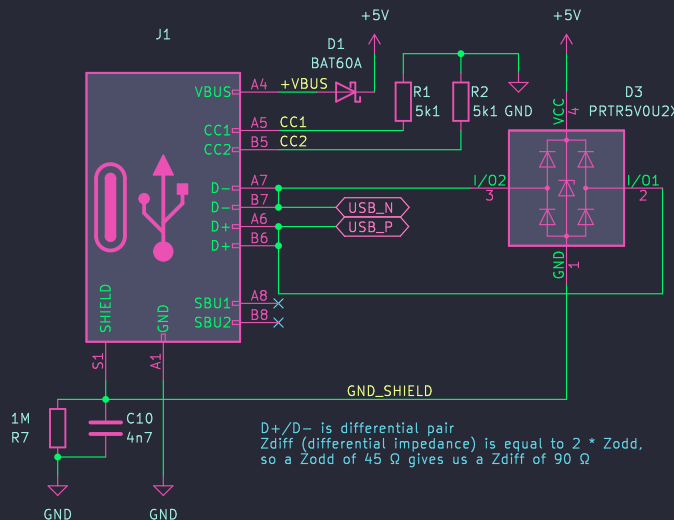 +5V
+5V
J1
D1
BAT60A
VBUS
A4
+VBUS
R1
5k1
R2
5k1
GND
D3
PRTR5V0U2X
VCC
4
CC1
A5
CC1
CC2
B5
CC2
D-
A7
I/O2
3
I/O1
2
D-
B7
USB_N
D+
A6
USB_P
D+
B6
GND
1
SBU1
A8
SBU2
B8
SHIELD
GND
S1
A1
GND_SHIELD
1M
R7
C10
4n7
D+/D- is differential pair
Zdiff (differential impedance) is equal to 2 * Zodd,
so a Zodd of 45 Ω gives us a Zdiff of 90 Ω
GND
GND